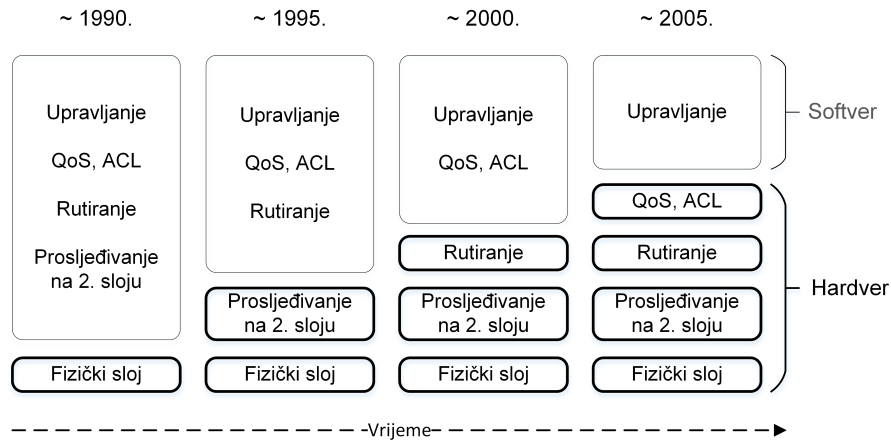 ~ 1990.
~ 1995.
~ 2000.
~ 2005.
Upravljanje
QoS, ACL
Rutiranje
Prosljeđivanje
na 2. sloju
Fizički sloj
Upravljanje
QoS, ACL
Rutiranje
Prosljeđivanje
na 2. sloju
Fizički sloj
Upravljanje
QoS, ACL
Rutiranje
Prosljeđivanje
na 2. sloju
Fizički sloj
Upravljanje
QoS, ACL
Rutiranje
Prosljeđivanje
na 2. sloju
Fizički sloj
Softver
Hardver
Vrijeme